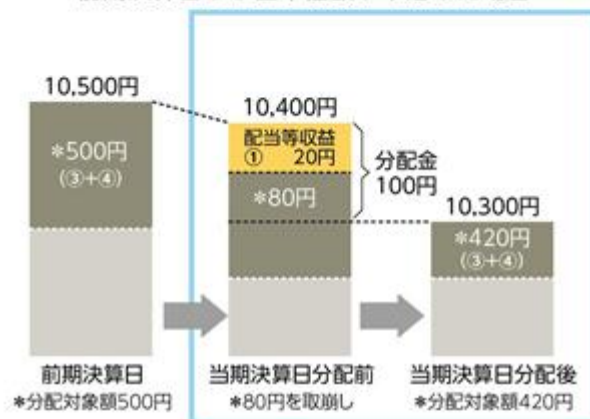 10,500円
*500円
(③+④)
10,400円
配当等収益
① 20円
*80円
分配金
100円
10,300円
*420円
(③+④)
前期決算日
*分配対象額500円
当期決算日分配前
*80円を取崩し
当期決算日分配後
*分配対象額420円